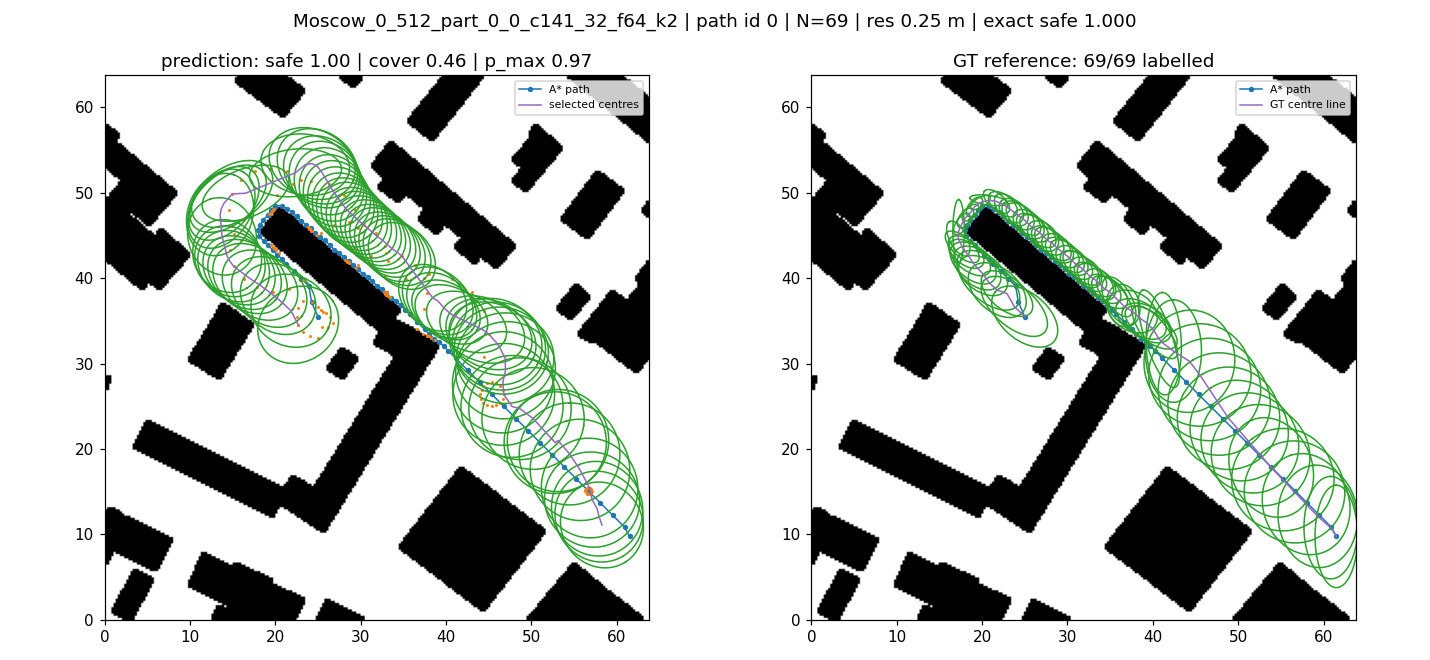 Moscow_0_512_part_0_0_c141_32_f64_k2 | path id 0 | N=69 | res 0.25 m | exact safe 1.000
prediction: safe 1.00 | cover 0.46 | p_max 0.97
A* path
selected centres
60
50
40
30
20
10
0
0 10 20 30 40 50 60
GT reference: 69/69 labelled
A* path
GT centre line
60
50
40
30
20
10
0
0 10 20 30 40 50 60